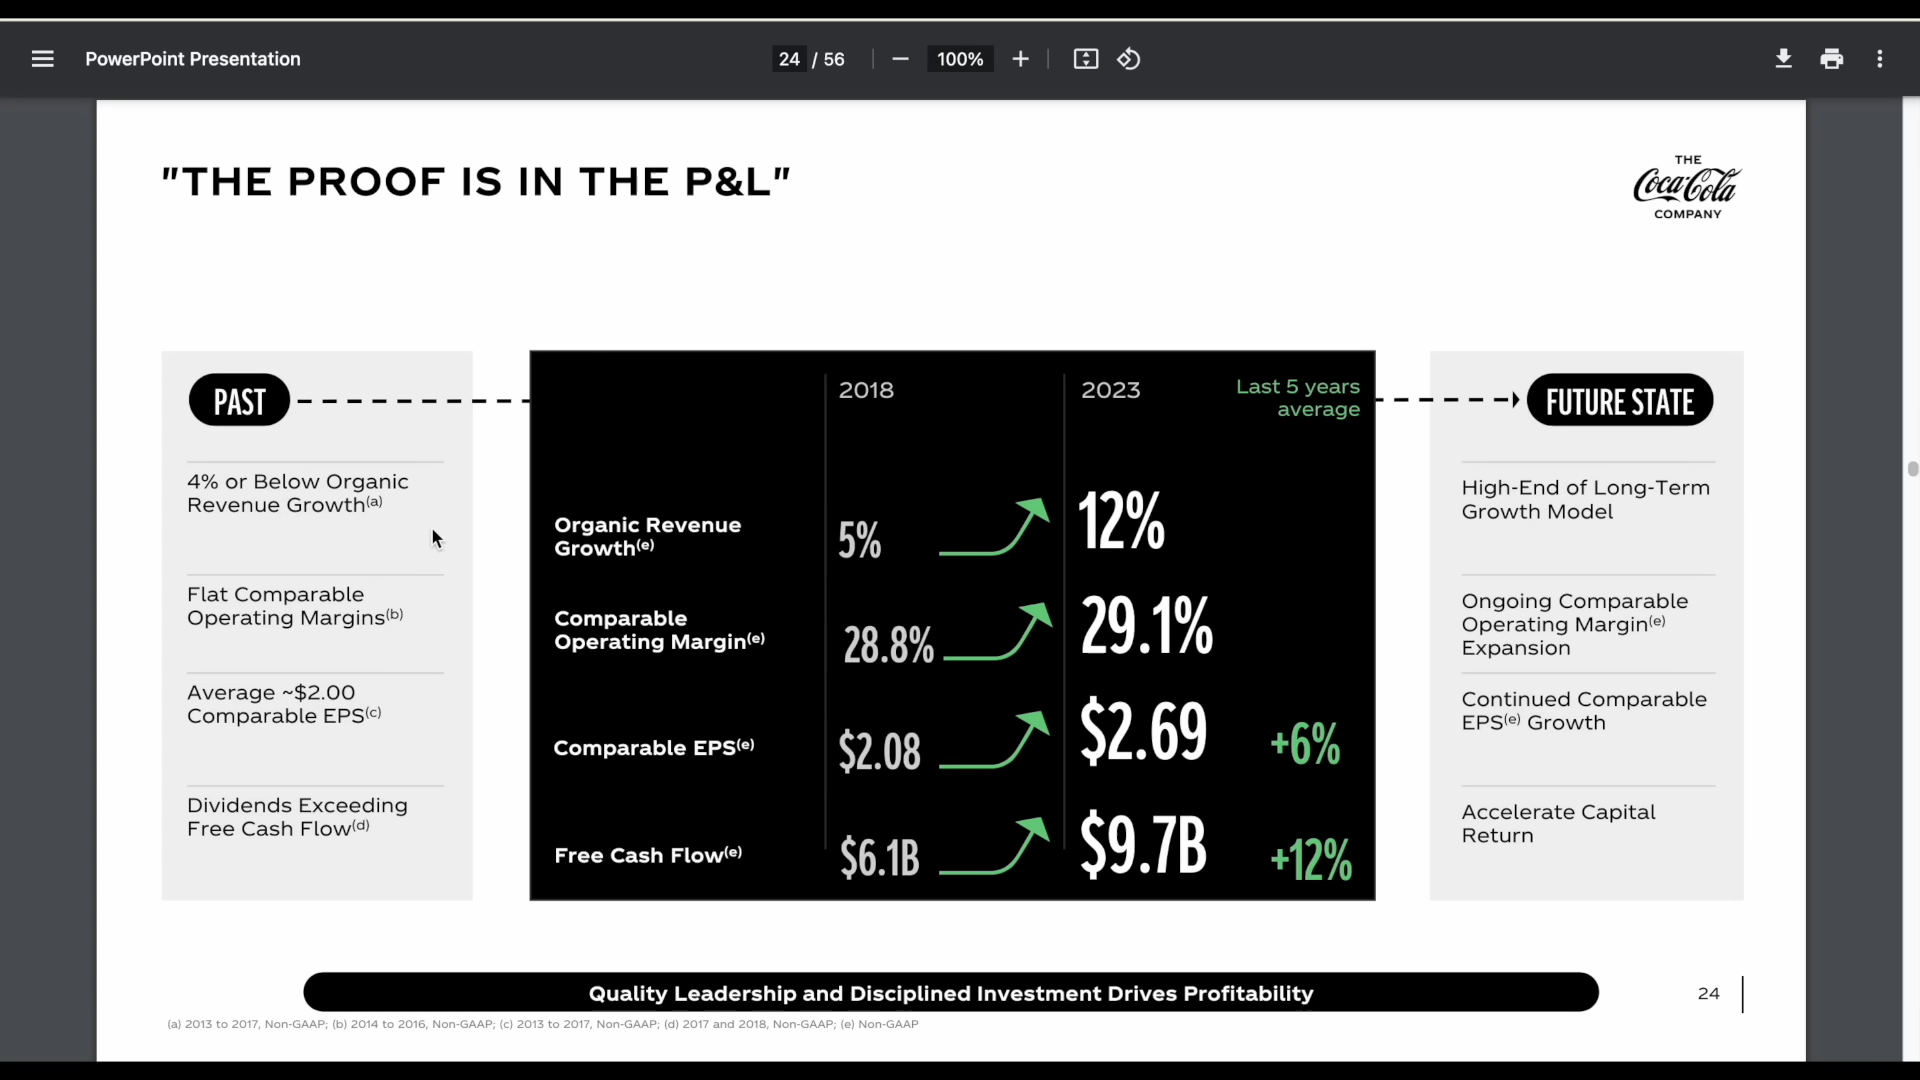 PowerPoint Presentation
24 / 56
100%
"THE PROOF IS IN THE P&L"
THE
Coca-Cola
COMPANY
PAST
4% or Below Organic
Revenue Growth(a)
Flat Comparable
Operating Margins(b)
Average ~$2.00
Comparable EPS(c)
Dividends Exceeding
Free Cash Flow(d)
2018
2023
Last 5 years
average
Organic Revenue
Growth(e)
5%
12%
Comparable
Operating Margin(e)
28.8%
29.1%
Comparable EPS(e)
$2.08
$2.69
+6%
Free Cash Flow(e)
$6.1B
$9.7B
+12%
FUTURE STATE
High-End of Long-Term
Growth Model
Ongoing Comparable
Operating Margin(e)
Expansion
Continued Comparable
EPS(e) Growth
Accelerate Capital
Return
Quality Leadership and Disciplined Investment Drives Profitability
24
(a) 2013 to 2017, Non-GAAP; (b) 2014 to 2016, Non-GAAP; (c) 2013 to 2017, Non-GAAP; (d) 2017 and 2018, Non-GAAP; (e) Non-GAAP